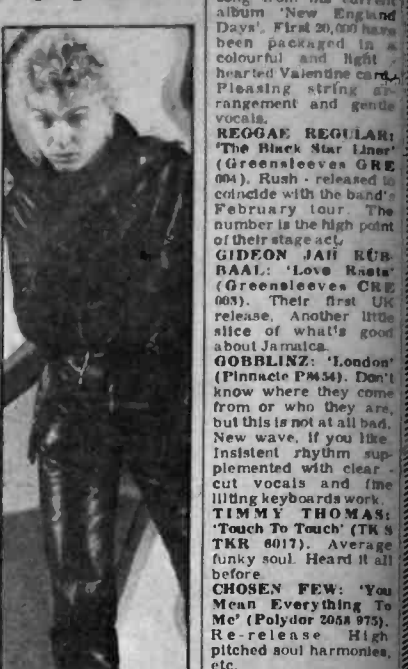 album 'New England
Days'. First 20,000 have
been packaged in a
colourful and light -
hearted Valentine card.
Pleasing string ar-
rangement and gentle
vocals.
REGGAE REGULAR:
'The Black Star Liner'
(Greensleeves GRE
004). Rush - released to
coincide with the band's
February tour. The
number is the high point
of their stage act.
GIDEON JAH RUB-
BAAL: 'Love Rasta'
(Greensleeves GRE
003). Their first UK
release. Another little
slice of what's good
about Jamaica.
GOBBLINZ: 'London'
(Pinnacle P8454). Don't
know where they come
from or who they are,
but this is not at all bad.
New wave, if you like.
Insistent rhythm sup-
plemented with clear -
cut vocals and fine
lilting keyboards work.
TIMMY THOMAS:
'Touch To Touch' (TK S
TKR 6017). Average
funky soul. Heard it all
before
CHOSEN FEW: 'You
Mean Everything To
Me' (Polydor 2058 975).
Re-release High
pitched soul harmonies,
etc.